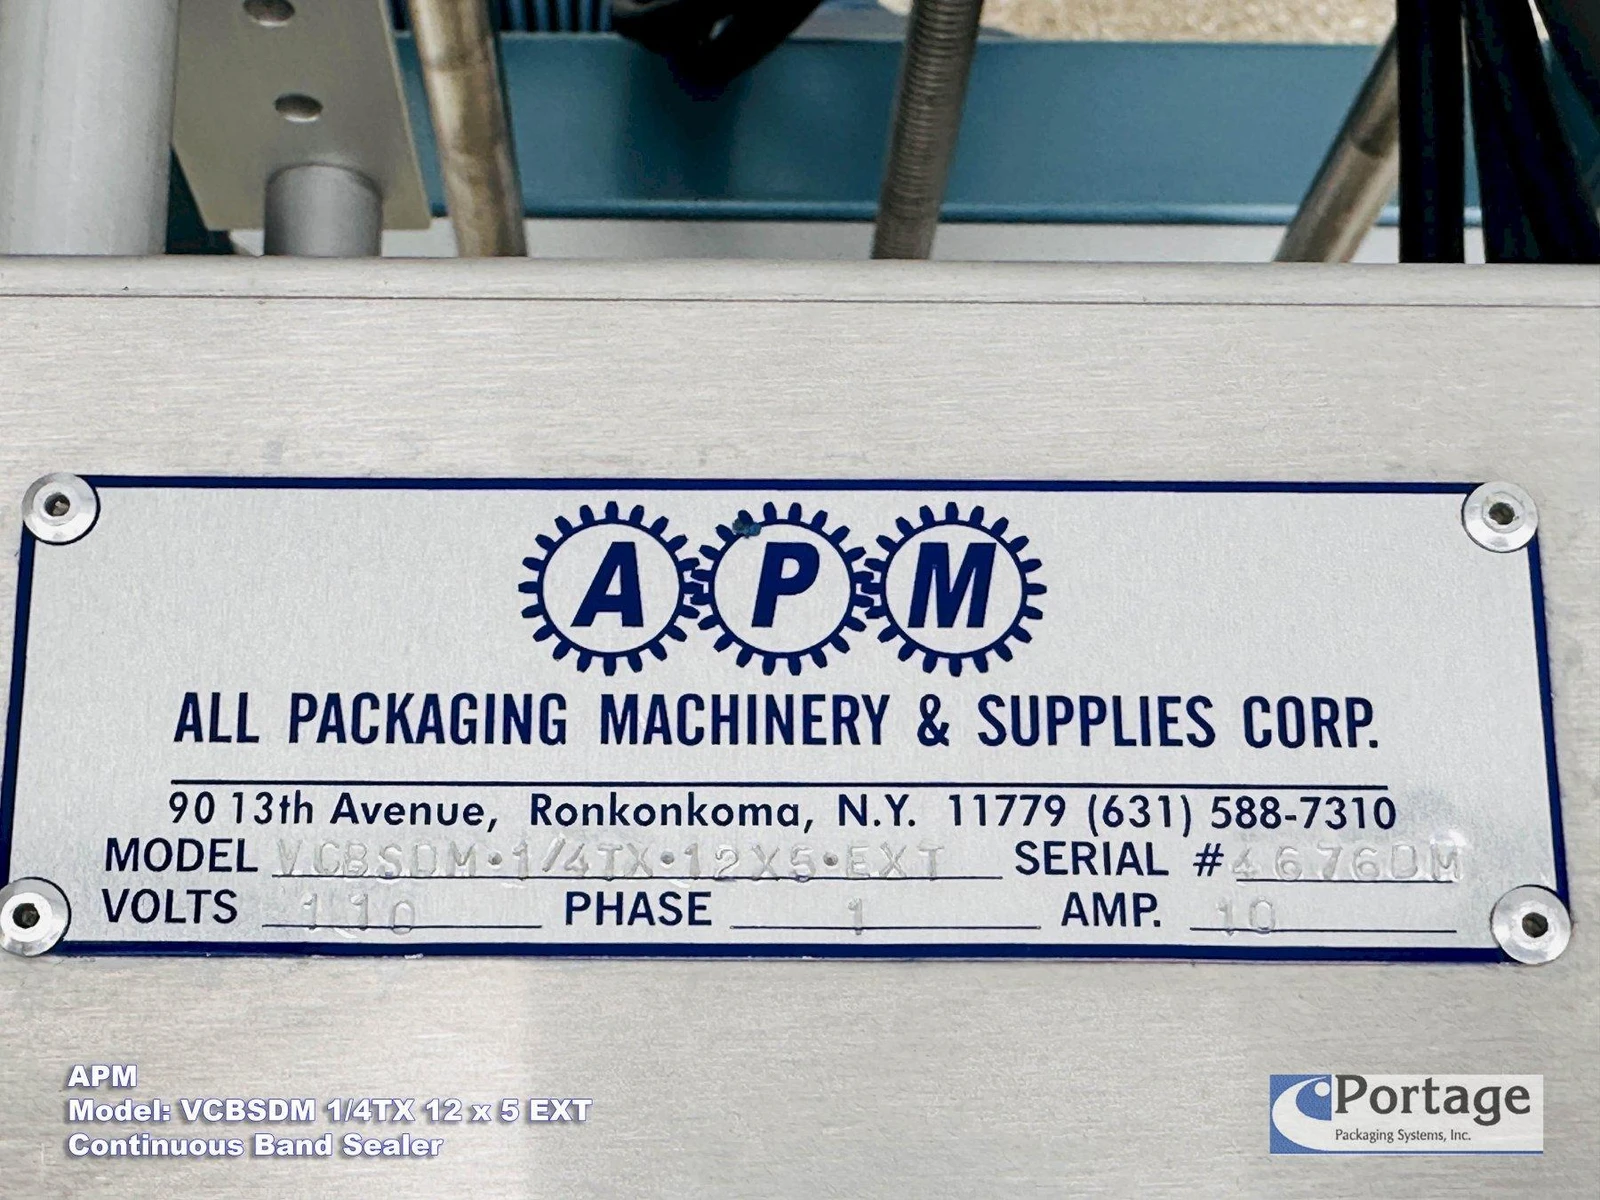 A P M
ALL PACKAGING MACHINERY & SUPPLIES CORP.
90 13th Avenue, Ronkonkoma, N.Y. 11779 (631) 588-7310
MODEL VCBSDM•1/4TX•12X5•EXT SERIAL # 4676DM
VOLTS 110 PHASE 1 AMP. 10
APM
Model: VCBSDM 1/4TX 12 x 5 EXT
Continuous Band Sealer
Portage
Packaging Systems, Inc.